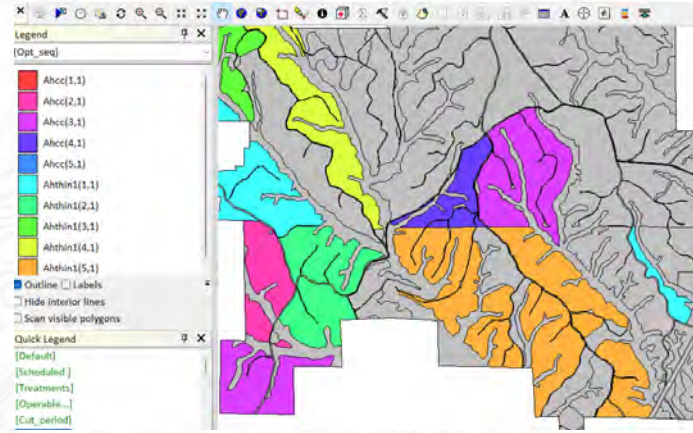 Legend
(Opt_seq)
Ahcc(1,1)
Ahcc(2,1)
Ahcc(3,1)
Ahcc(4,1)
Ahcc(5,1)
Ahthin1(1,1)
Ahthin1(2,1)
Ahthin1(3,1)
Ahthin1(4,1)
Ahthin1(5,1)
Outline Labels
Hide interior lines
Scan visible polygons
Quick Legend
[Default]
[Scheduled ]
[Treatments]
[Operable...]
[Cut_period]